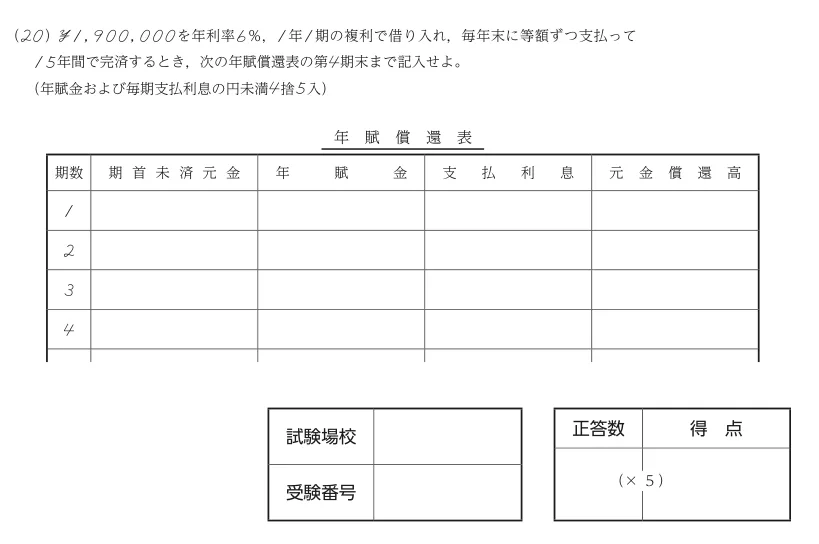 (20) ¥1,900,000を年利率6%，1年1期の複利で借り入れ，毎年末に等額ずつ支払って
15年間で完済するとき，次の年賦償還表の第4期末まで記入せよ。
(年賦金および毎期支払利息の円未満4捨5入)
年賦償還表
期数 期首未済元金 年賦金 支払利息 元金償還高
1
2
3
4
試験場校
受験番号
正答数 得点
(× 5)